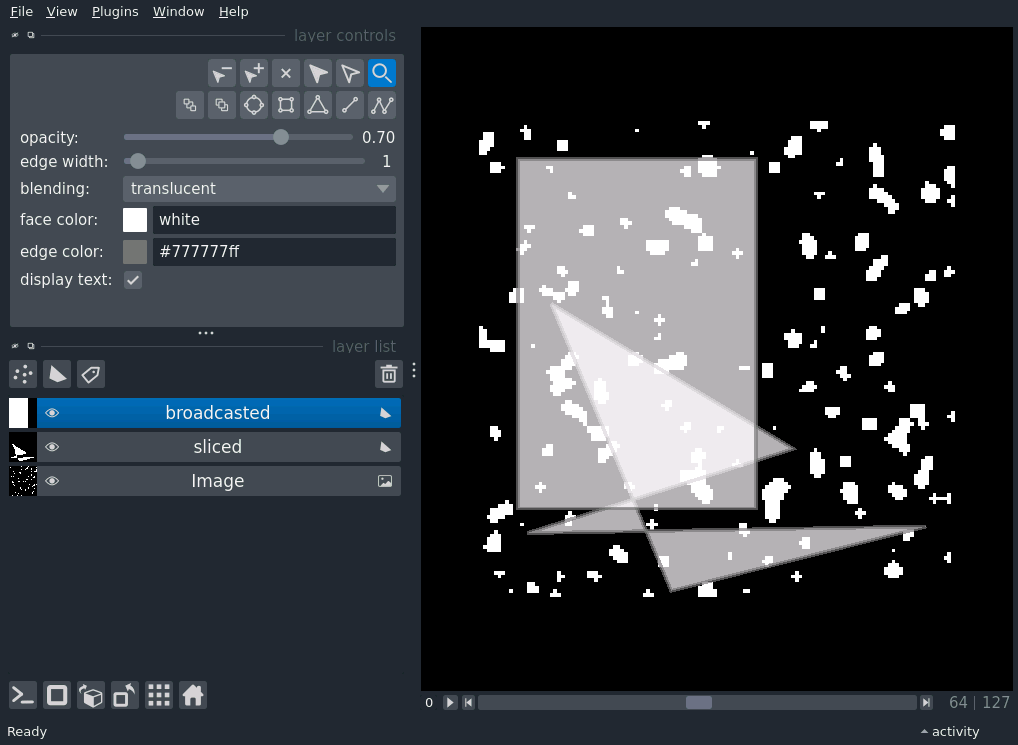 File View Plugins Window Help
layer controls
opacity: 0.70
edge width: 1
blending: translucent
face color: white
edge color: #777777ff
display text:
layer list
broadcasted
sliced
Image
0 64 | 127
Ready activity